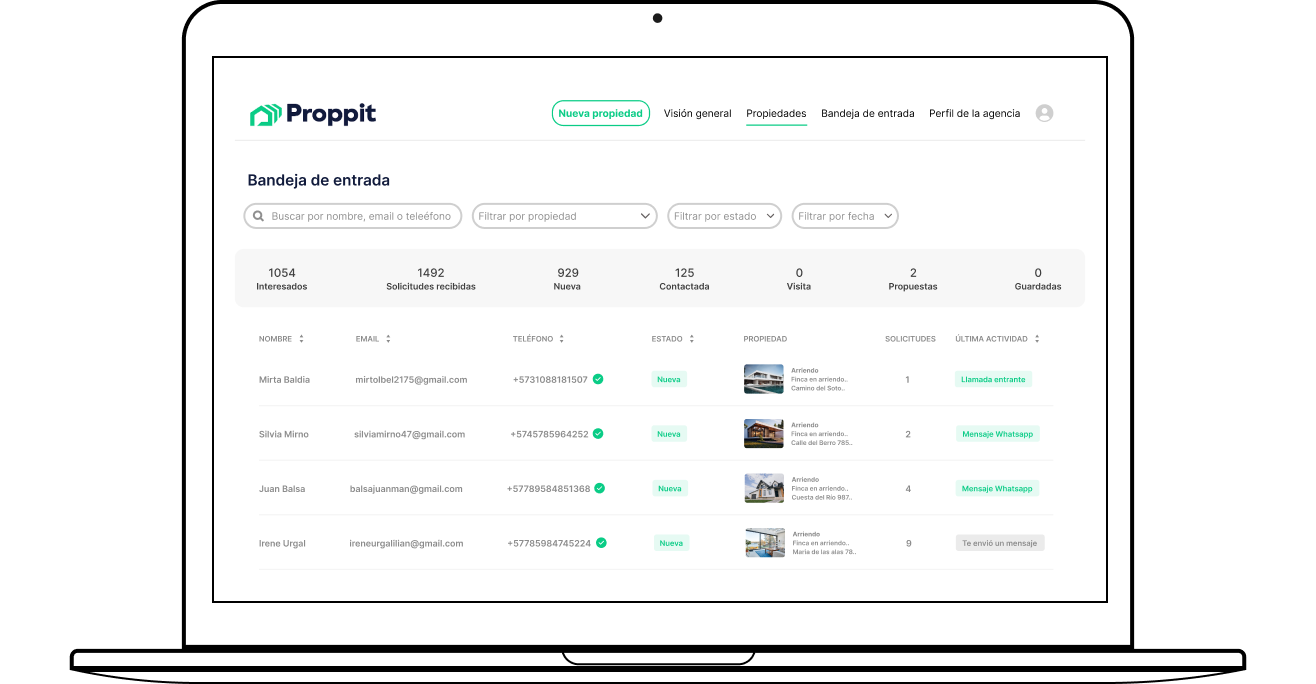 Proppit
Nueva propiedad Visión general Propiedades Bandeja de entrada Perfil de la agencia
Bandeja de entrada
Buscar por nombre, email o teleéfono Filtrar por propiedad Filtrar por estado Filtrar por fecha
1054 1492 929 125 0 2 0
Interesados Solicitudes recibidas Nueva Contactada Visita Propuestas Guardadas
NOMBRE EMAIL TELÉFONO ESTADO PROPIEDAD SOLICITUDES ÚLTIMA ACTIVIDAD
Arriendo
Mirta Baldia mirtolbel2175@gmail.com +5731088181507 Nueva Finca en arriendo.. 1 Llamada entrante
Camino del Soto..
Arriendo
Silvia Mirno silviamirno47@gmail.com +5745785964252 Nueva Finca en arriendo.. 2 Mensaje Whatsapp
Calle del Berro 785..
Arriendo
Juan Balsa balsajuanman@gmail.com +57789584851368 Nueva Finca en arriendo.. 4 Mensaje Whatsapp
Cuesta del Río 987..
Arriendo
Irene Urgal ireneurgalilian@gmail.com +57785984745224 Nueva Finca en arriendo.. 9 Te envió un mensaje
María de las alas 78..